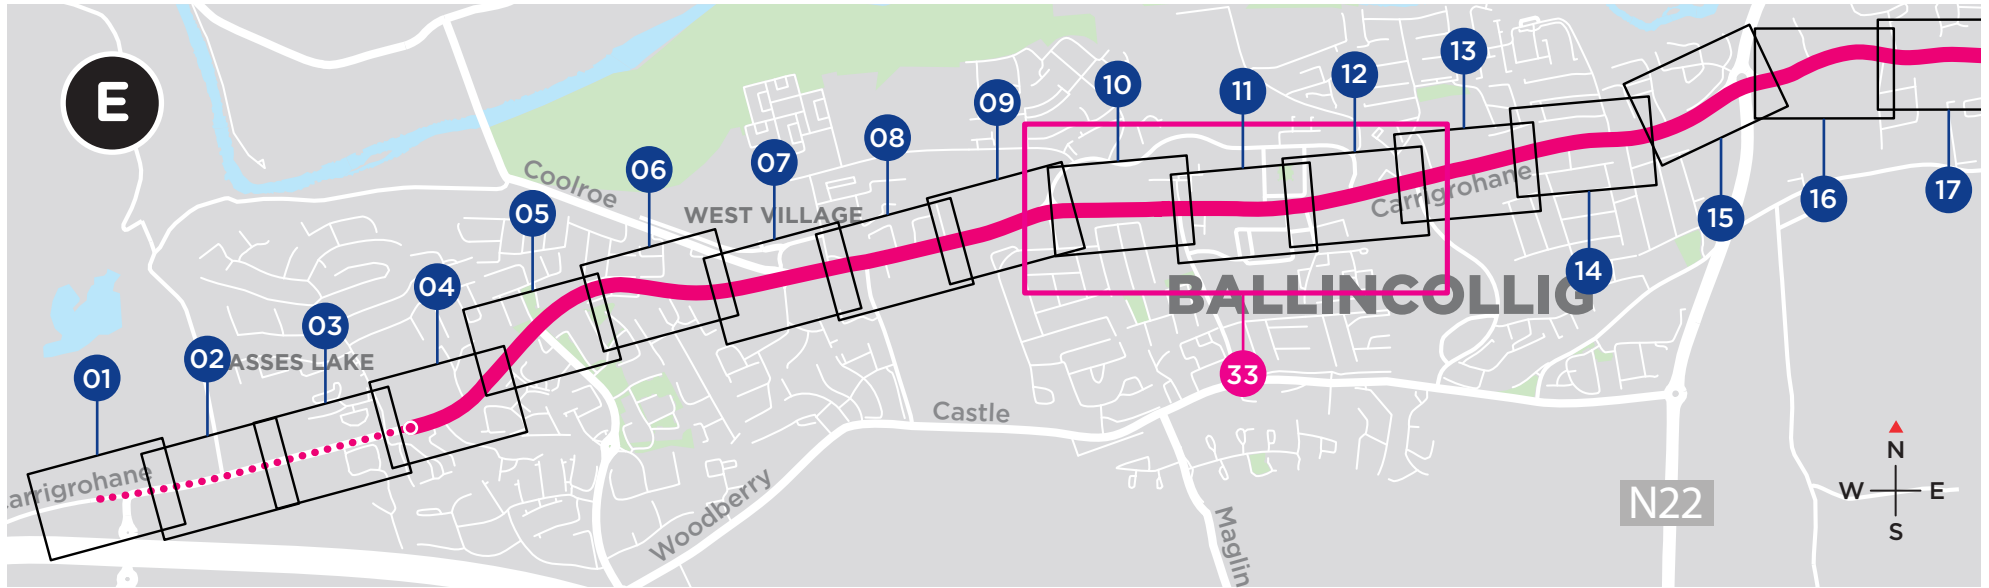 E
01
02
03
04
05
06
07
08
09
10
11
12
13
14
15
16
17
33
Coolroe
WEST VILLAGE
ASSES LAKE
Carrigrohane
BALLINCOLLIG
arrigrohane
Castle
Woodberry
Maglin
N22
N
W E
S